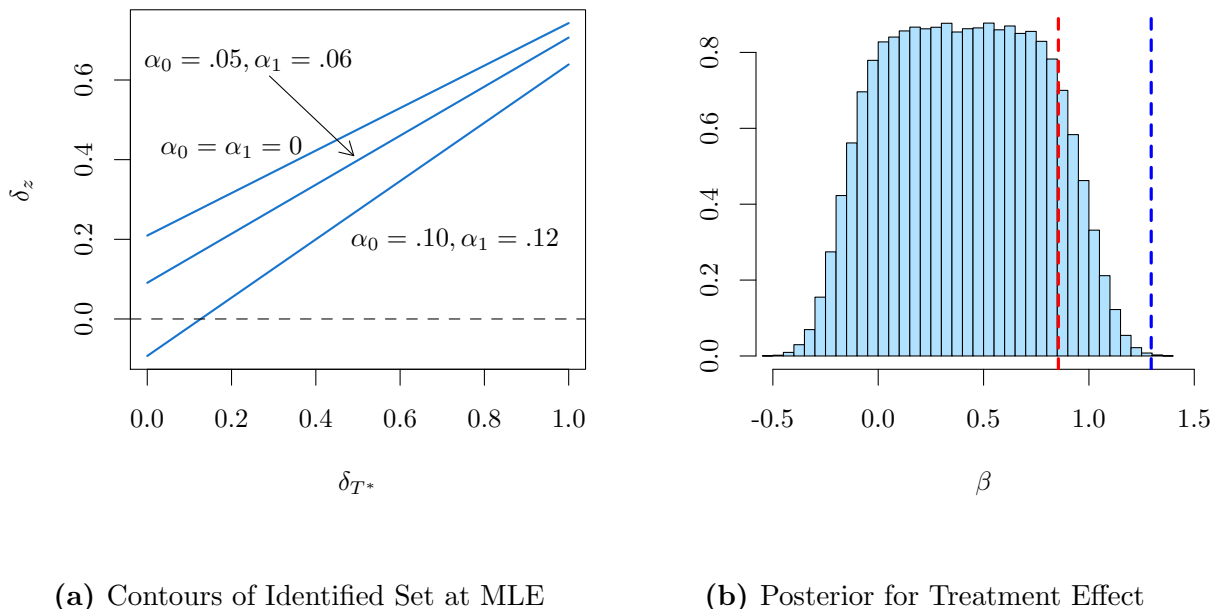 0.0 0.2 0.4 0.6
δz
α0 = .05, α1 = .06
α0 = α1 = 0
α0 = .10, α1 = .12
0.0 0.2 0.4 0.6 0.8 1.0
δT*
(a) Contours of Identified Set at MLE
0.0 0.2 0.4 0.6 0.8
-0.5 0.0 0.5 1.0 1.5
β
(b) Posterior for Treatment Effect